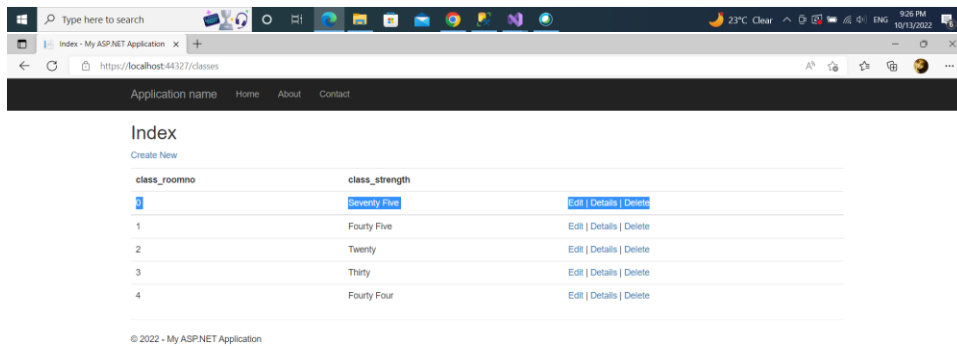 Type here to search 23°C Clear ENG 9:26 PM
10/13/2022
6
Index - My ASP.NET Application
https://localhost:44327/classes
Application name Home About Contact
Index
Create New
class_roomno class_strength
0 Seventy Five Edit | Details | Delete
1 Fourty Five Edit | Details | Delete
2 Twenty Edit | Details | Delete
3 Thirty Edit | Details | Delete
4 Fourty Four Edit | Details | Delete
© 2022 - My ASP.NET Application